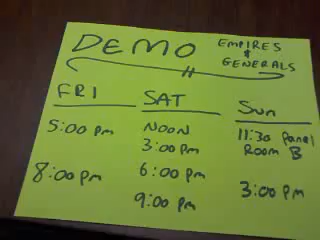 DEMO
EMPIRES
&
GENERALS
FRI
5:00 pm
8:00 pm
SAT
NOON
3:00 pm
6:00 pm
9:00 pm
Sun
11:30 Panel
Room B
3:00 pm